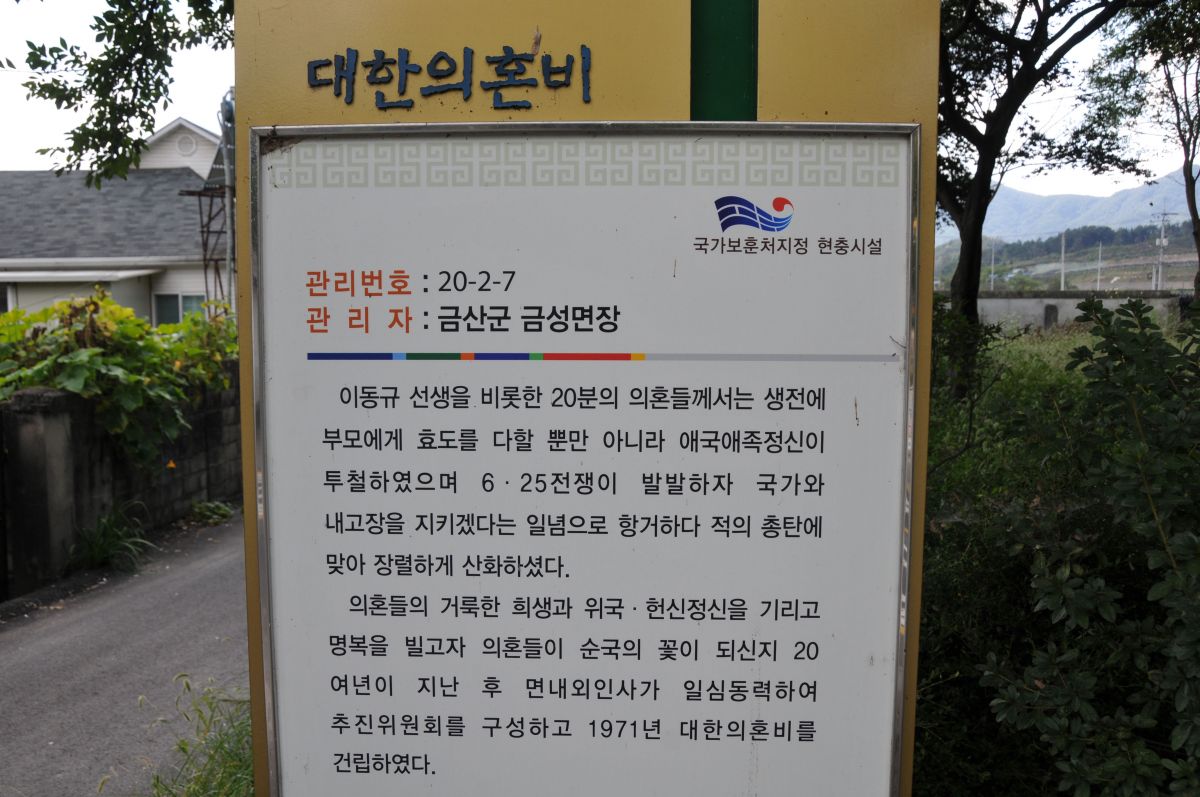 대한의혼비
국가보훈처지정 현충시설
관리번호 : 20-2-7
관 리 자 : 금산군 금성면장
이동규 선생을 비롯한 20분의 의혼들께서는 생전에
부모에게 효도를 다할 뿐만 아니라 애국애족정신이
투철하였으며 6 · 25전쟁이 발발하자 국가와
내고장을 지키겠다는 일념으로 항거하다 적의 총탄에
맞아 장렬하게 산화하셨다.
의혼들의 거룩한 희생과 위국 · 헌신정신을 기리고
명복을 빌고자 의혼들이 순국의 꽃이 되신지 20
여년이 지난 후 면내외인사가 일심동력하여
추진위원회를 구성하고 1971년 대한의혼비를
건립하였다.